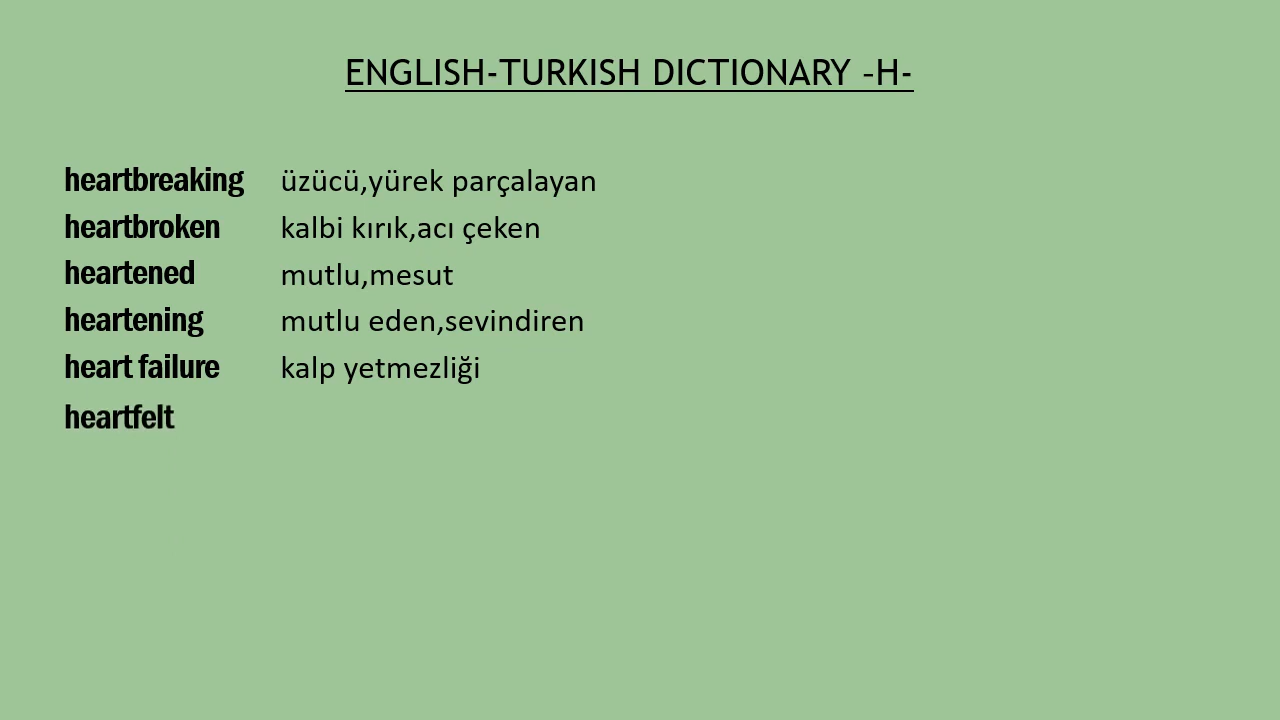 ENGLISH-TURKISH DICTIONARY –H-
heartbreaking üzücü,yürek parçalayan
heartbroken kalbi kırık,acı çeken
heartened mutlu,mesut
heartening mutlu eden,sevindiren
heart failure kalp yetmezliği
heartfelt